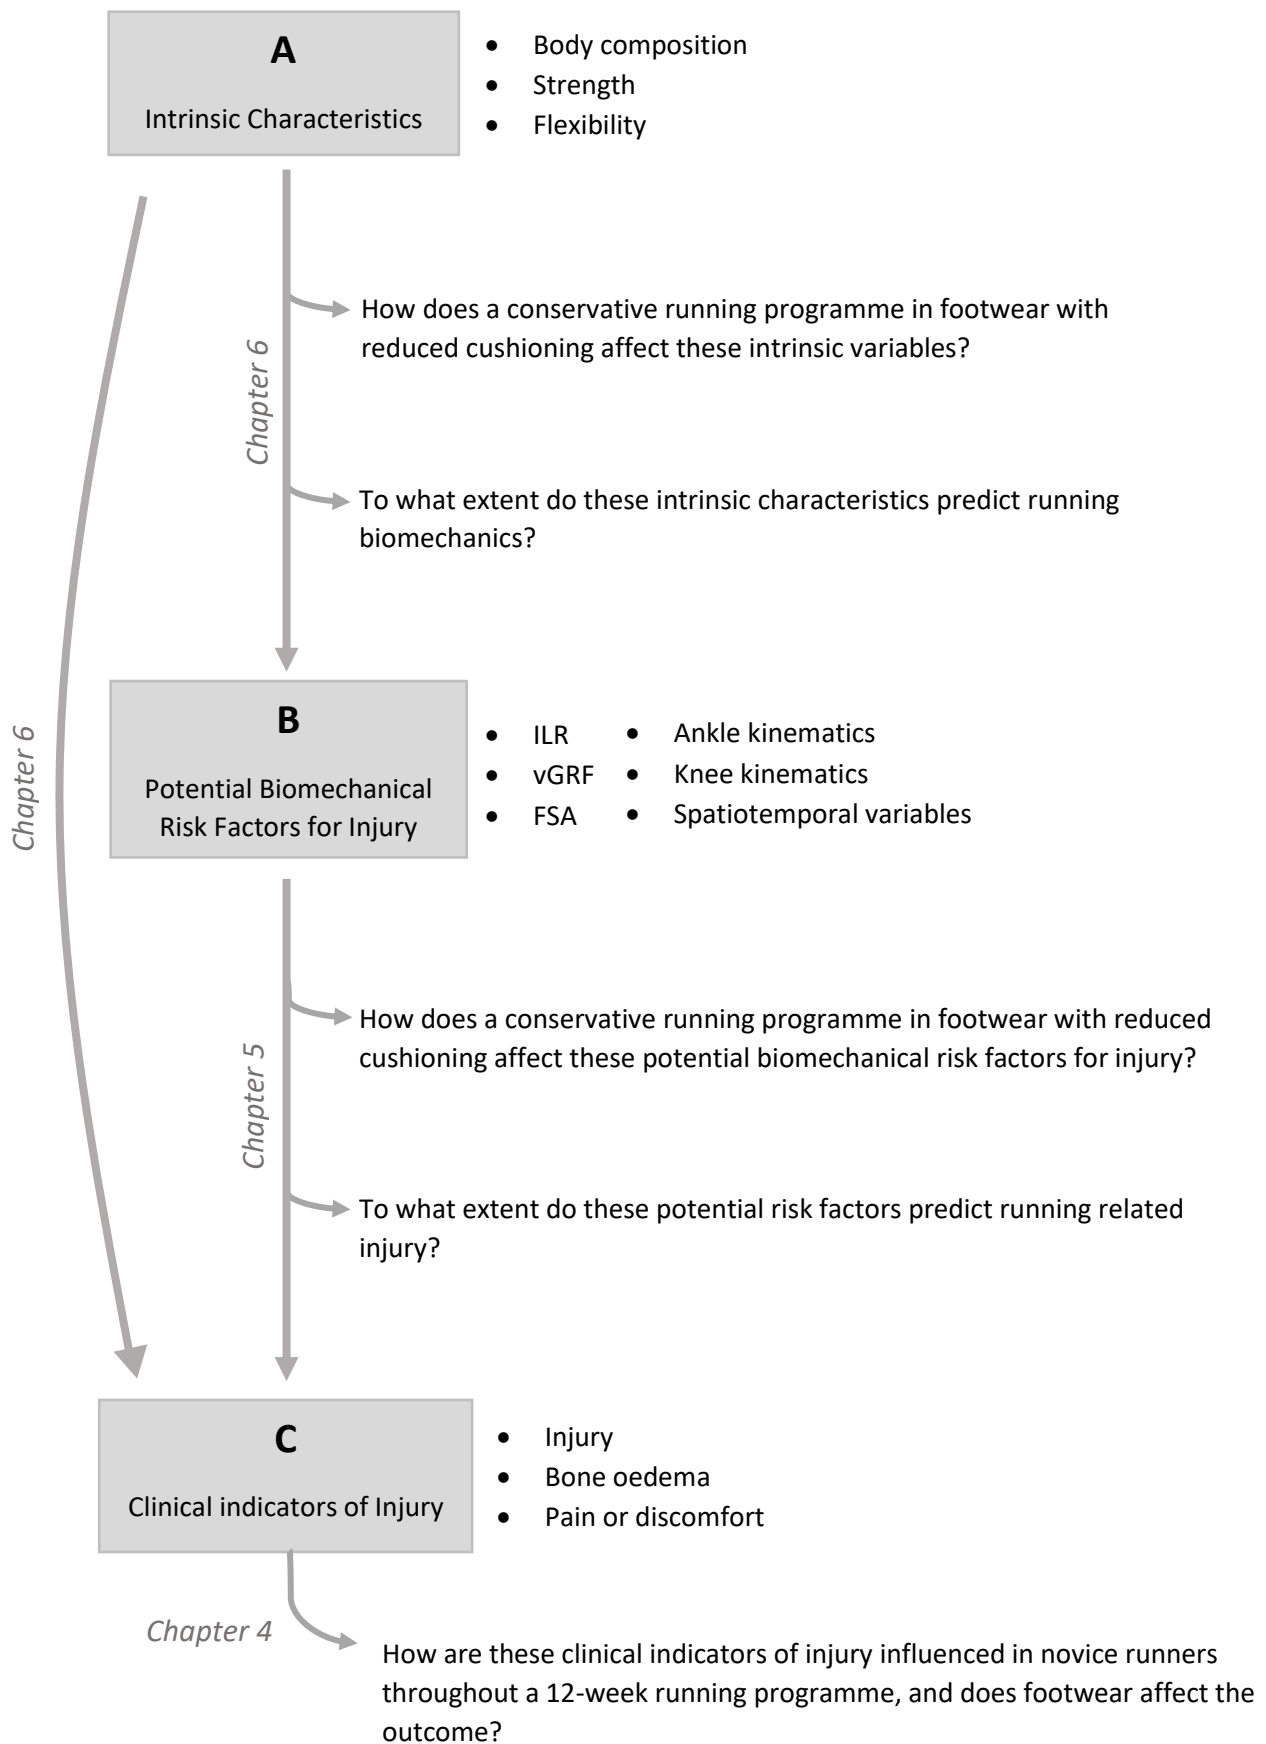 A
Intrinsic Characteristics
• Body composition
• Strength
• Flexibility
How does a conservative running programme in footwear with
reduced cushioning affect these intrinsic variables?
Chapter 6
To what extent do these intrinsic characteristics predict running
biomechanics?
Chapter 6
B
Potential Biomechanical
Risk Factors for Injury
• ILR • Ankle kinematics
• vGRF • Knee kinematics
• FSA • Spatiotemporal variables
How does a conservative running programme in footwear with reduced
cushioning affect these potential biomechanical risk factors for injury?
Chapter 5
To what extent do these potential risk factors predict running related
injury?
C
Clinical indicators of Injury
• Injury
• Bone oedema
• Pain or discomfort
Chapter 4
How are these clinical indicators of injury influenced in novice runners
throughout a 12-week running programme, and does footwear affect the
outcome?